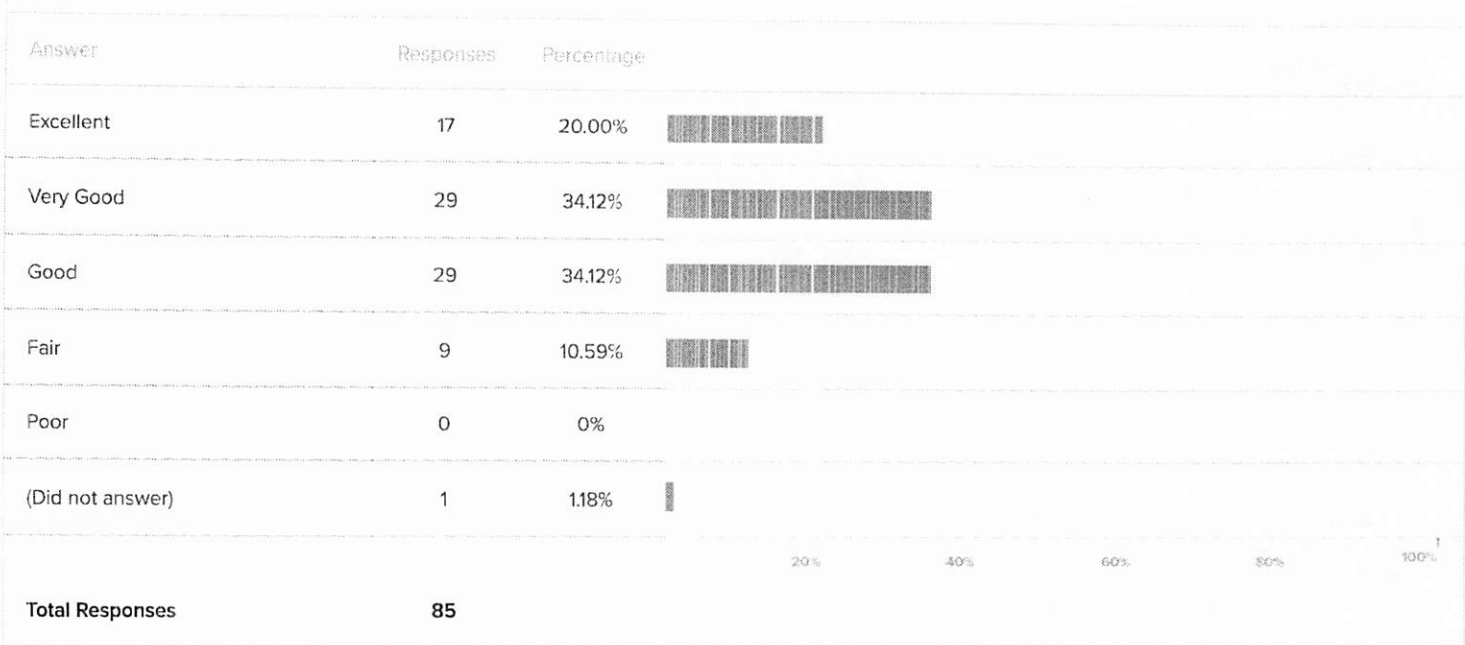 Answer Responses Percentage
Excellent 17 20.00%
Very Good 29 34.12%
Good 29 34.12%
Fair 9 10.59%
Poor 0 0%
(Did not answer) 1 1.18%
20% 40% 60% 80% 100%
Total Responses 85